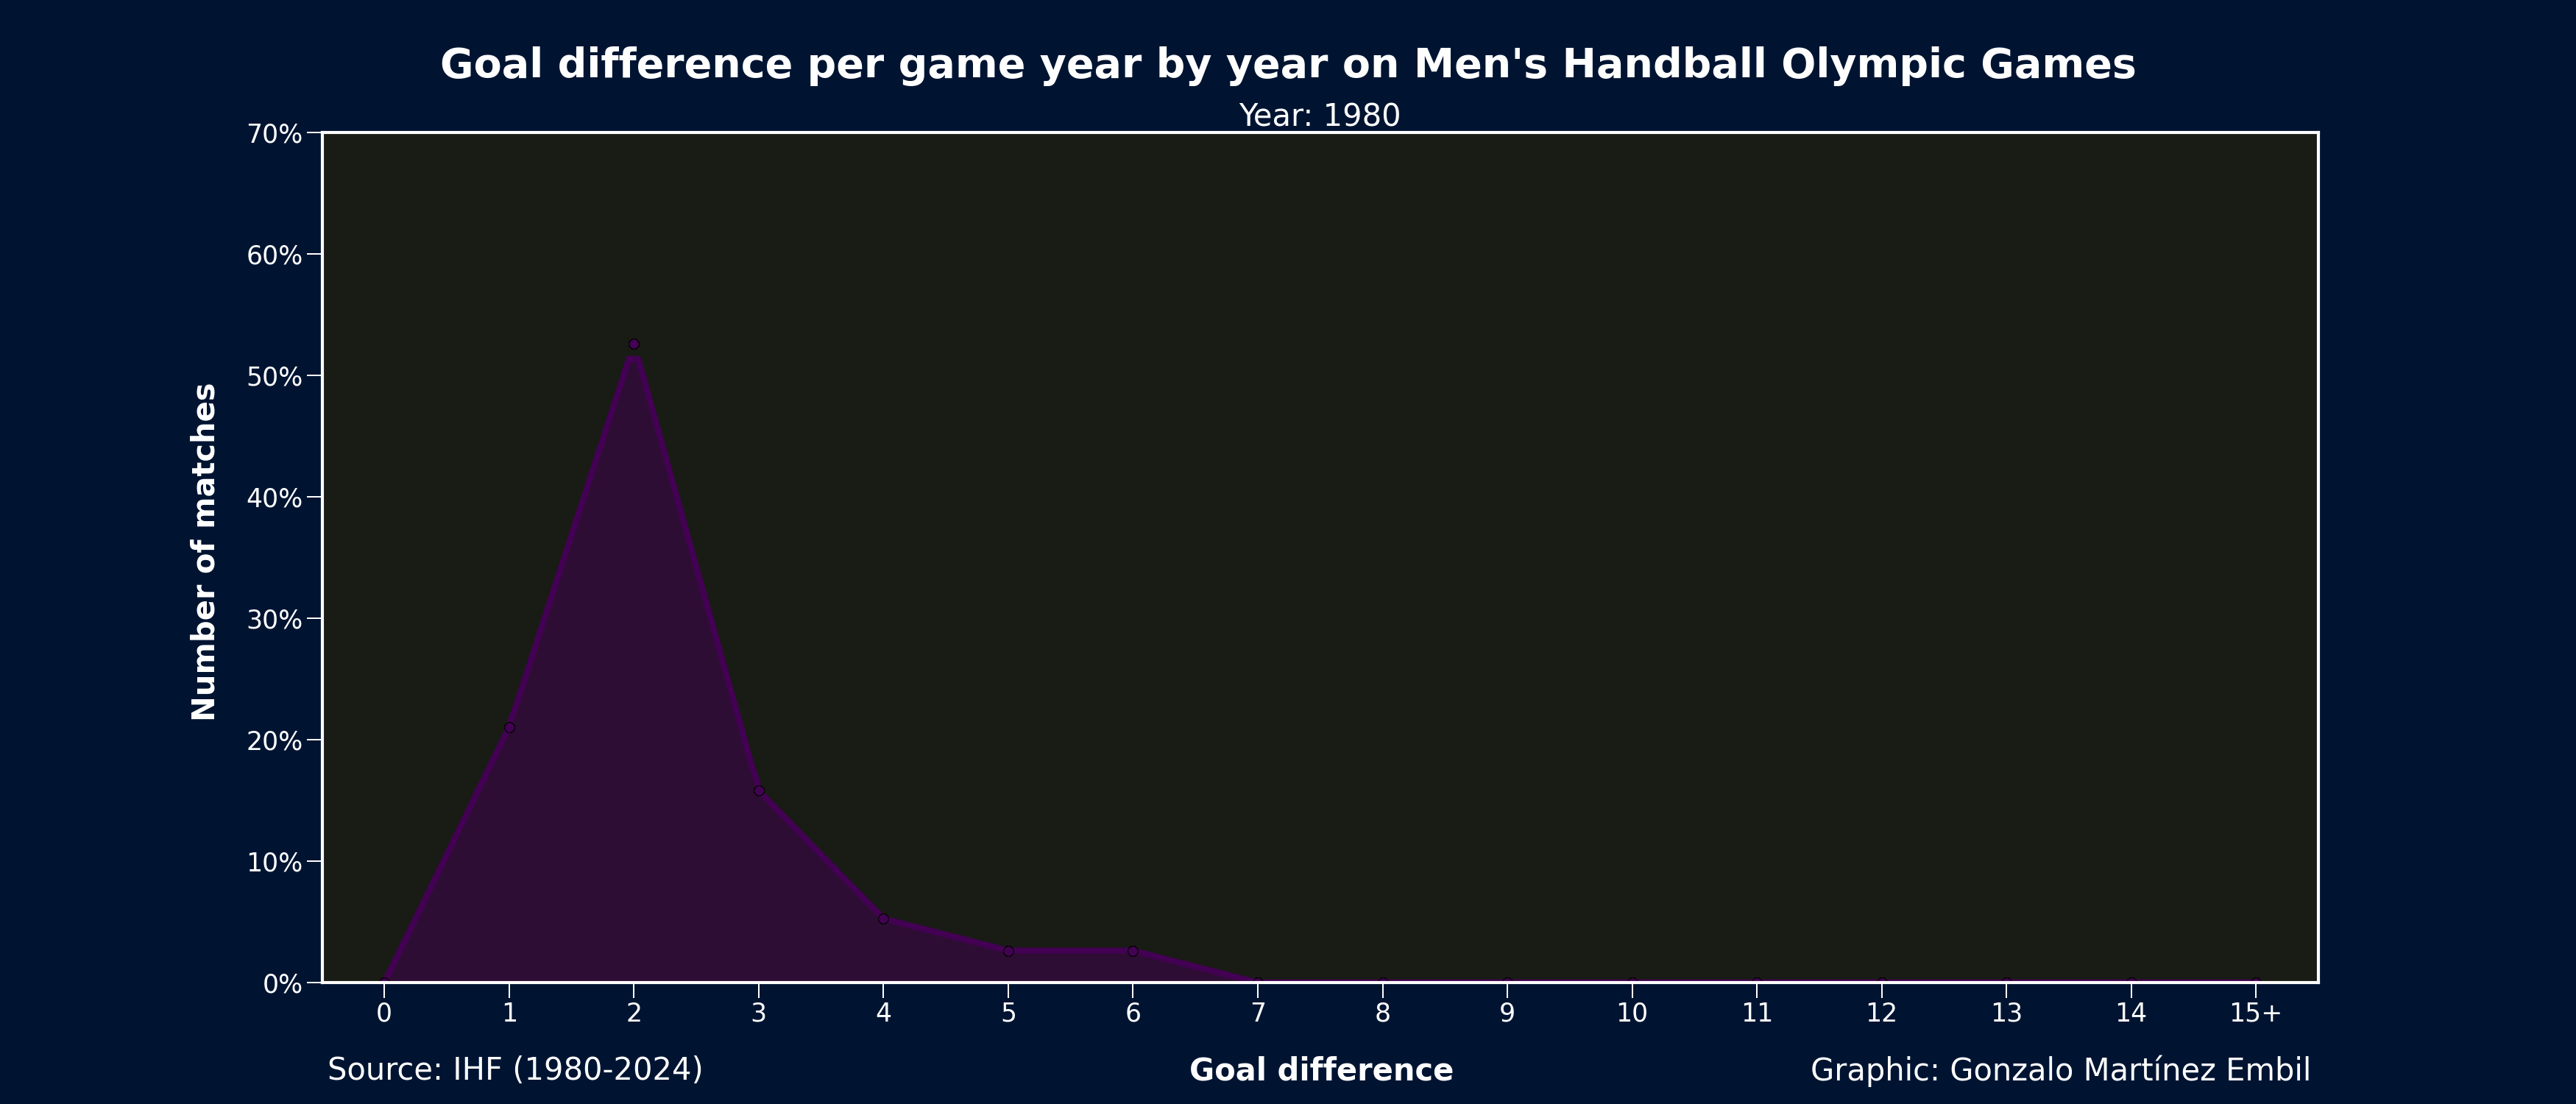 Goal difference per game year by year on Men's Handball Olympic Games
Year: 1980
70%
60%
50%
40%
30%
20%
10%
0%
Number of matches
0 1 2 3 4 5 6 7 8 9 10 11 12 13 14 15+
Source: IHF (1980-2024) Goal difference Graphic: Gonzalo Martínez Embil